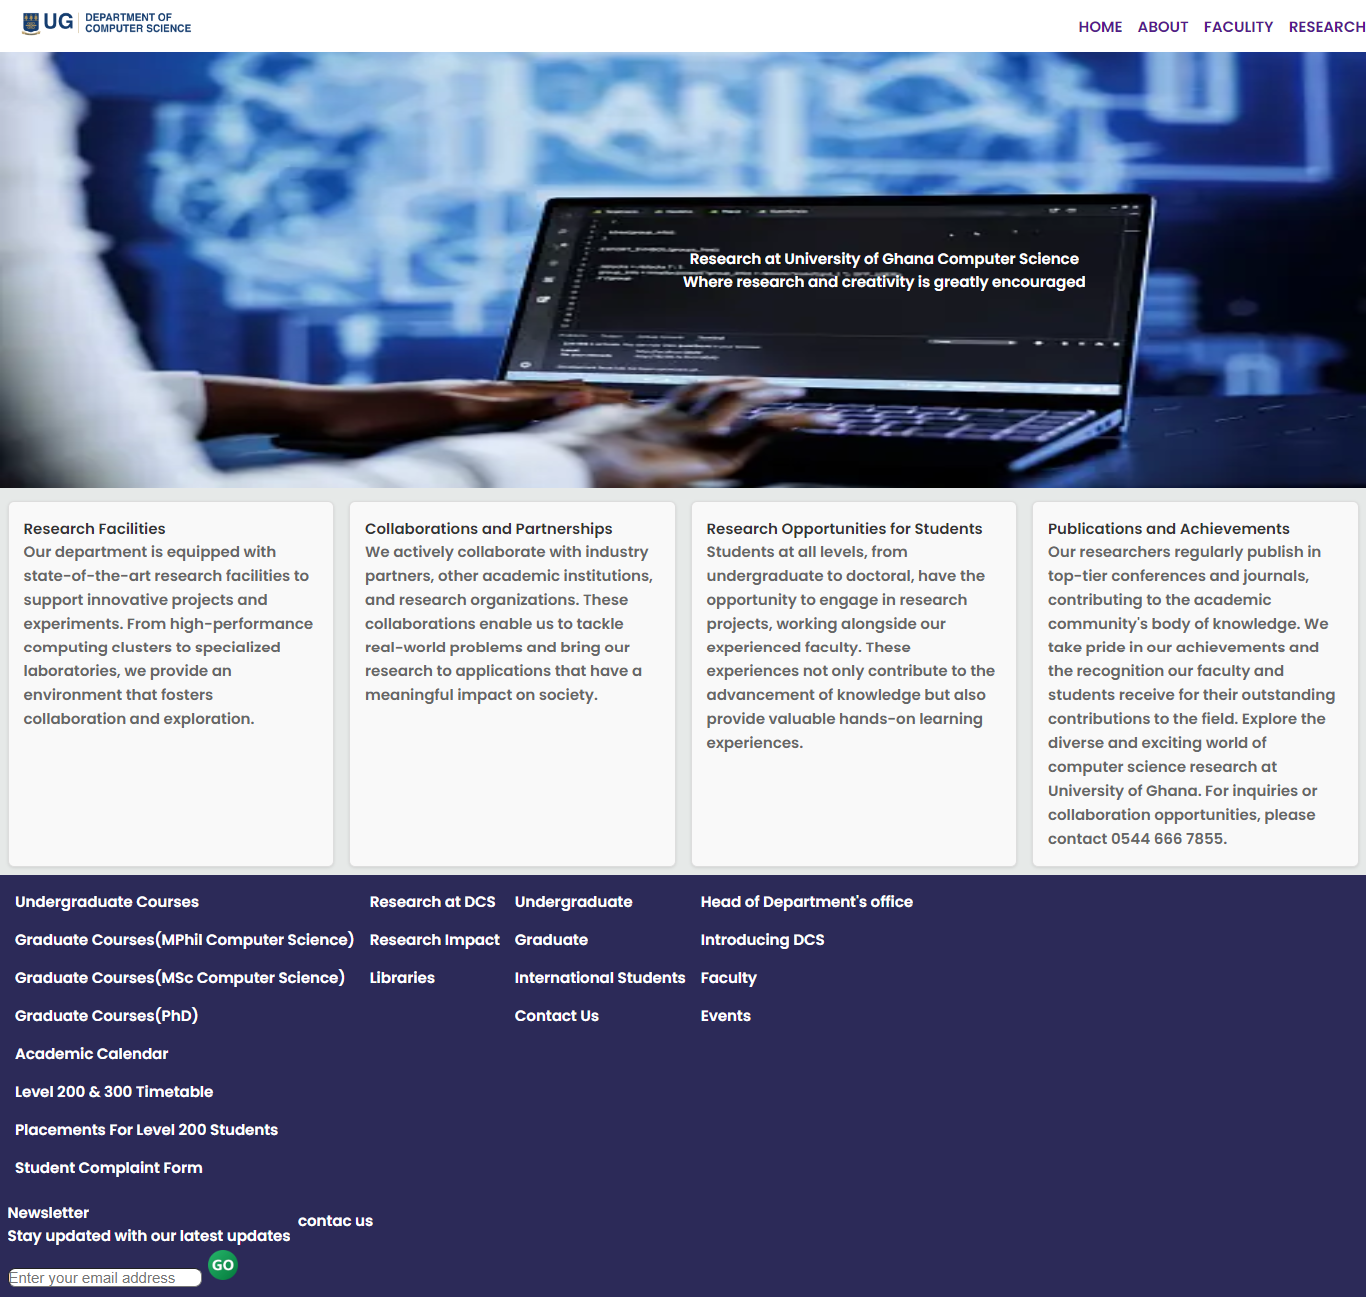 UG DEPARTMENT OF
COMPUTER SCIENCE
HOME ABOUT FACULITY RESEARCH
Research at University of Ghana Computer Science
Where research and creativity is greatly encouraged
Research Facilities
Our department is equipped with
state-of-the-art research facilities to
support innovative projects and
experiments. From high-performance
computing clusters to specialized
laboratories, we provide an
environment that fosters
collaboration and exploration.
Collaborations and Partnerships
We actively collaborate with industry
partners, other academic institutions,
and research organizations. These
collaborations enable us to tackle
real-world problems and bring our
research to applications that have a
meaningful impact on society.
Research Opportunities for Students
Students at all levels, from
undergraduate to doctoral, have the
opportunity to engage in research
projects, working alongside our
experienced faculty. These
experiences not only contribute to the
advancement of knowledge but also
provide valuable hands-on learning
experiences.
Publications and Achievements
Our researchers regularly publish in
top-tier conferences and journals,
contributing to the academic
community's body of knowledge. We
take pride in our achievements and
the recognition our faculty and
students receive for their outstanding
contributions to the field. Explore the
diverse and exciting world of
computer science research at
University of Ghana. For inquiries or
collaboration opportunities, please
contact 0544 666 7855.
Undergraduate Courses
Graduate Courses(MPhil Computer Science)
Graduate Courses(MSc Computer Science)
Graduate Courses(PhD)
Academic Calendar
Level 200 & 300 Timetable
Placements For Level 200 Students
Student Complaint Form
Research at DCS
Research Impact
Libraries
Undergraduate
Graduate
International Students
Contact Us
Head of Department's office
Introducing DCS
Faculty
Events
Newsletter
Stay updated with our latest updates
Enter your email address
GO
contac us